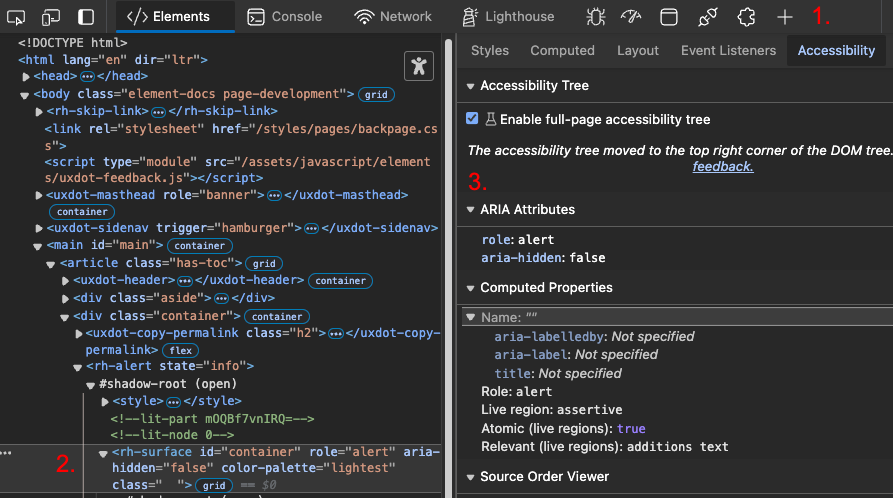 Elements Console Network Lighthouse 1.
<!DOCTYPE html>
<html lang="en" dir="ltr">
<head> </head>
<body class="element-docs page-development"> grid
<rh-skip-link> </rh-skip-link>
<link rel="stylesheet" href="/styles/pages/backpage.cs
s">
<script type="module" src="/assets/javascript/element
s/uxdot-feedback.js"></script>
<uxdot-masthead role="banner"> </uxdot-masthead>
container
<uxdot-sidenav trigger="hamburger"> </uxdot-sidenav>
<main id="main"> container
<article class="has-toc"> grid
<uxdot-header> </uxdot-header> container
<div class="aside"> </div>
<div class="container"> container
<uxdot-copy-permalink class="h2"> </uxdot-copy-
permalink> flex
<rh-alert state="info">
#shadow-root (open)
<style> </style>
<!--lit-part mOQBf7vnIRQ=-->
<!--lit-node 0-->
2. <rh-surface id="container" role="alert" aria-
hidden="false" color-palette="lightest"
class="  "> grid == $0
Styles Computed Layout Event Listeners Accessibility
Accessibility Tree
Enable full-page accessibility tree
The accessibility tree moved to the top right corner of the DOM tree.
feedback.
3.
ARIA Attributes
role: alert
aria-hidden: false
Computed Properties
Name: ""
aria-labelledby: Not specified
aria-label: Not specified
title: Not specified
Role: alert
Live region: assertive
Atomic (live regions): true
Relevant (live regions): additions text
Source Order Viewer